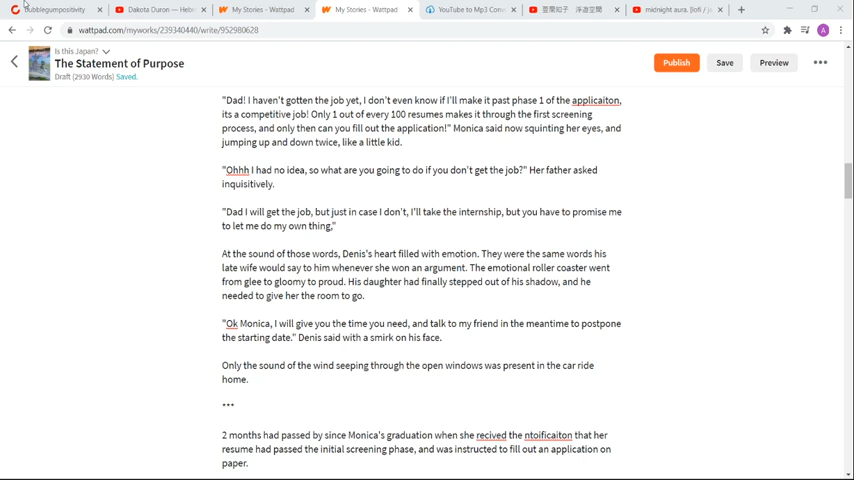 bubblegumpositivity
Dakota Duron — Hebr
My Stories - Wattpad
My Stories - Wattpad
YouTube to Mp3 Conv
midnight aura. [lofi / ja
wattpad.com/myworks/239340440/write/952980628
A
Is this Japan?
The Statement of Purpose
Draft (2930 Words) Saved.
Publish
Save
Preview
"Dad! I haven't gotten the job yet, I don't even know if I'll make it past phase 1 of the applicaiton,
its a competitive job! Only 1 out of every 100 resumes makes it through the first screening
process, and only then can you fill out the application!" Monica said now squinting her eyes, and
jumping up and down twice, like a little kid.
"Ohhh I had no idea, so what are you going to do if you don't get the job?" Her father asked
inquisitively.
"Dad I will get the job, but just in case I don't, I'll take the internship, but you have to promise me
to let me do my own thing,"
At the sound of those words, Denis's heart filled with emotion. They were the same words his
late wife would say to him whenever she won an argument. The emotional roller coaster went
from glee to gloomy to proud. His daughter had finally stepped out of his shadow, and he
needed to give her the room to go.
"Ok Monica, I will give you the time you need, and talk to my friend in the meantime to postpone
the starting date." Denis said with a smirk on his face.
Only the sound of the wind seeping through the open windows was present in the car ride
home.
***
2 months had passed by since Monica's graduation when she recived the ntoificaiton that her
resume had passed the initial screening phase, and was instructed to fill out an application on
paper.